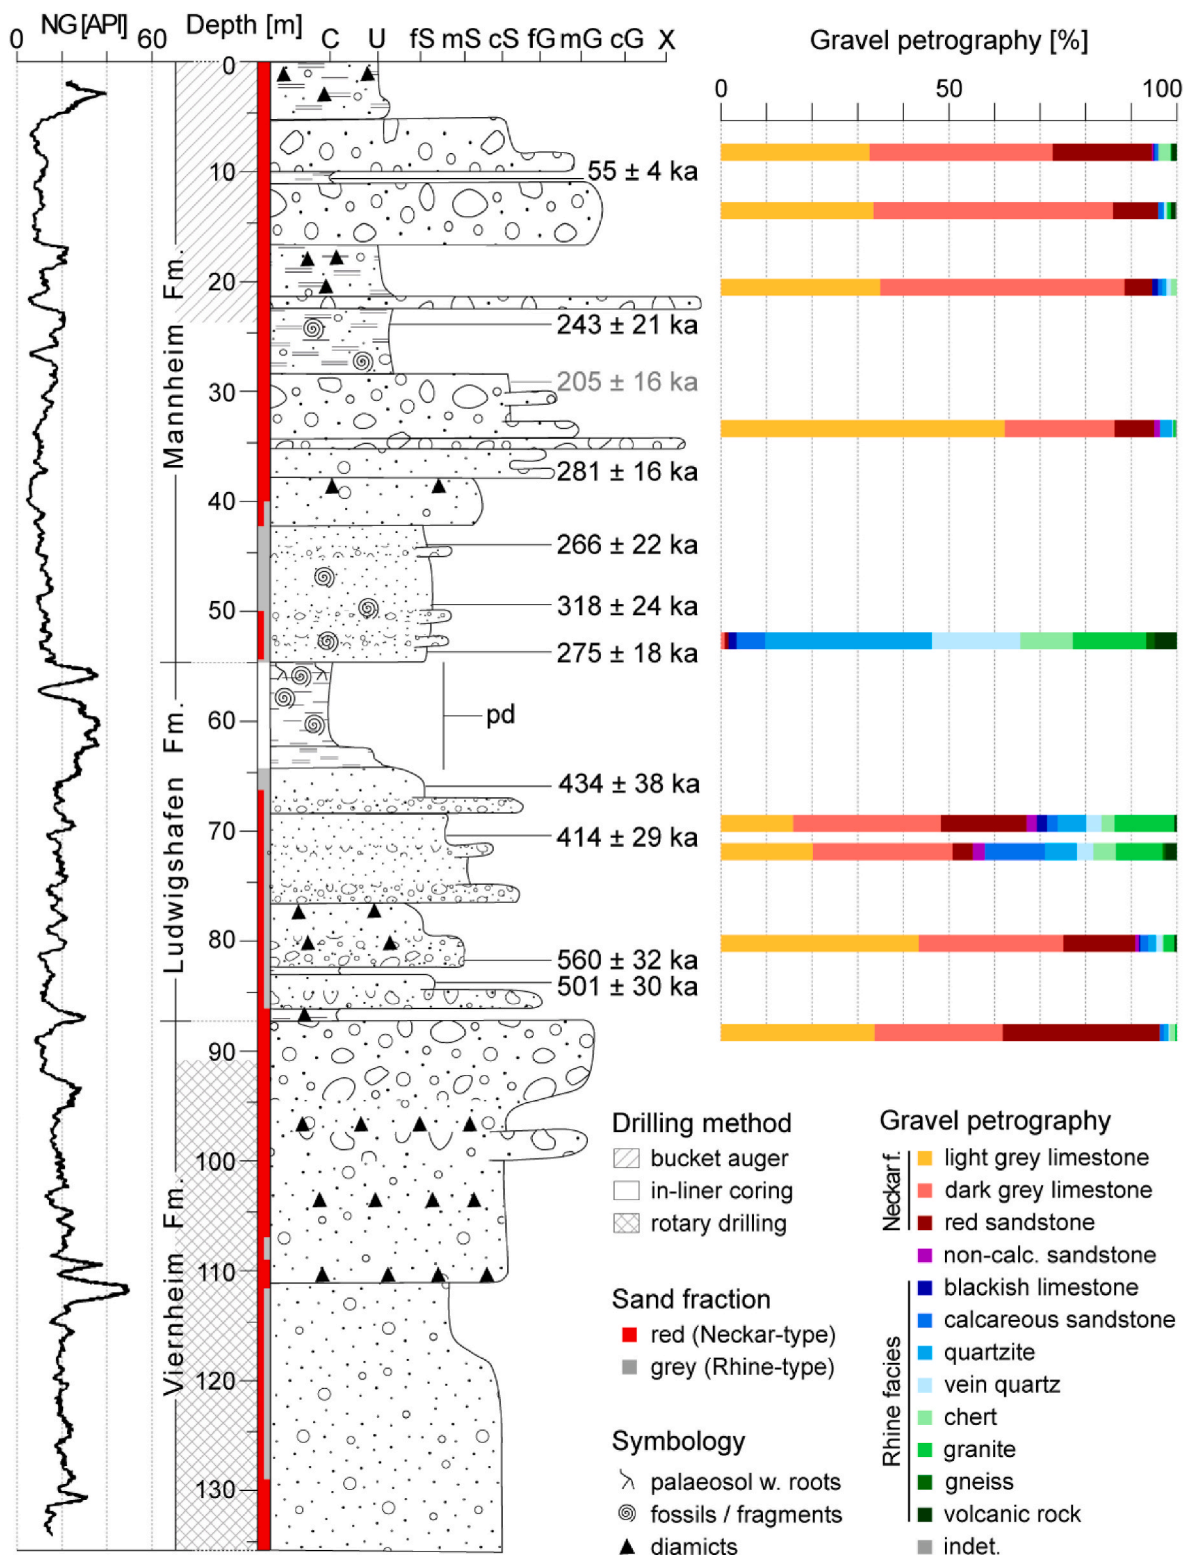 NG [API]
0 60
Depth [m]
C U fS mS cS fG mG cG X
Gravel petrography [%]
0 50 100
0
10
20
30
40
50
60
70
80
90
100
110
120
130
Mannheim Fm.
Ludwigshafen Fm.
Viernheim Fm.
55 ± 4 ka
243 ± 21 ka
205 ± 16 ka
281 ± 16 ka
266 ± 22 ka
318 ± 24 ka
275 ± 18 ka
pd
434 ± 38 ka
414 ± 29 ka
560 ± 32 ka
501 ± 30 ka
Drilling method
bucket auger
in-liner coring
rotary drilling
Sand fraction
red (Neckar-type)
grey (Rhine-type)
Symbology
palaeosol w. roots
fossils / fragments
diamicts
Gravel petrography
Neckar f.
light grey limestone
dark grey limestone
red sandstone
non-calc. sandstone
Rhine facies
blackish limestone
calcareous sandstone
quartzite
vein quartz
chert
granite
gneiss
volcanic rock
indet.